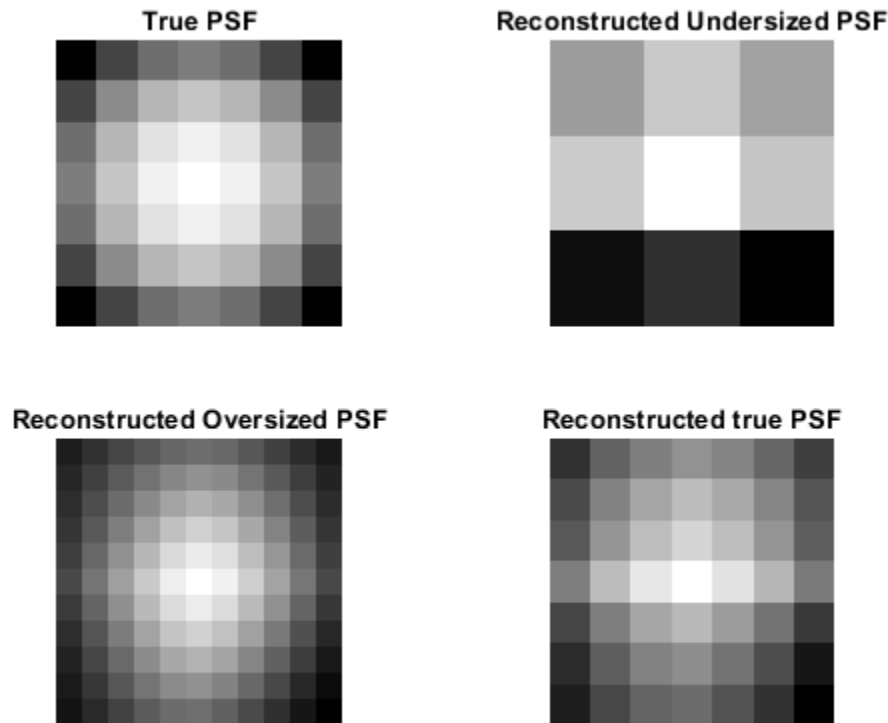 True PSF
Reconstructed Undersized PSF
Reconstructed Oversized PSF
Reconstructed true PSF